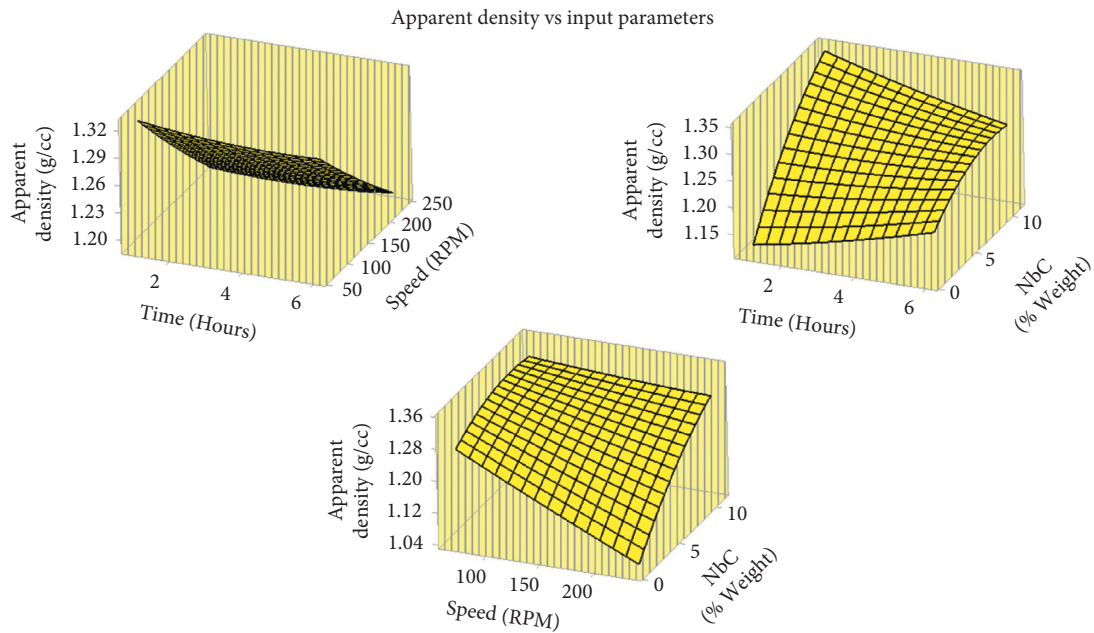 Apparent density vs input parameters
Apparent
density (g/cc)
1.32
1.29
1.26
1.23
1.20
2
4
6
Time (Hours)
50
100
150
200
250
Speed (RPM)
Apparent
density (g/cc)
1.35
1.30
1.25
1.20
1.15
2
4
6
Time (Hours)
0
5
10
NbC
(% Weight)
Apparent
density (g/cc)
1.36
1.28
1.20
1.12
1.04
100
150
200
Speed (RPM)
0
5
10
NbC
(% Weight)